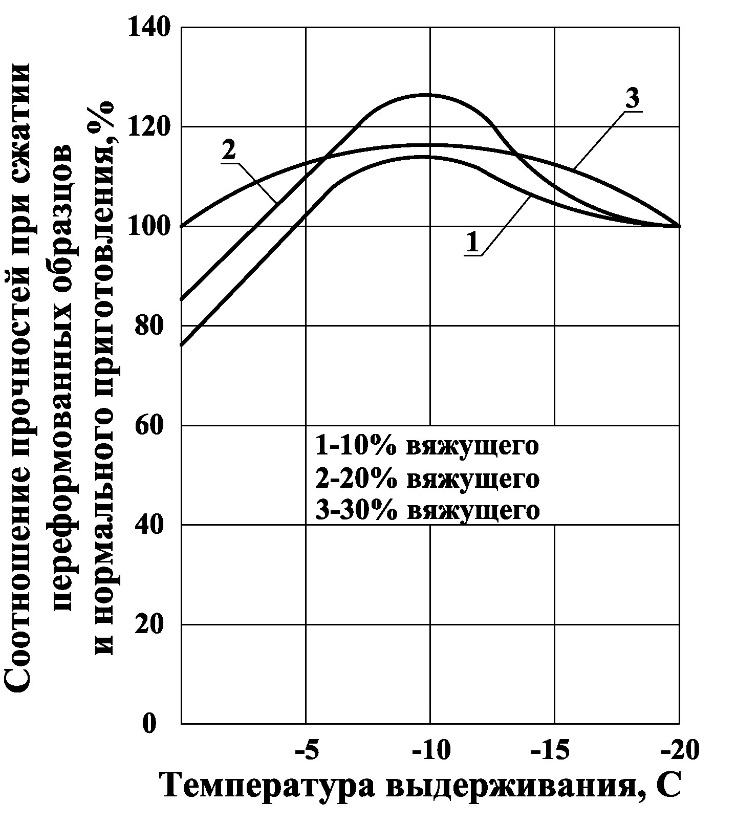 Соотношение прочностей при сжатии
переформованных образцов
и нормального приготовления,%
140
120
100
80
60
40
20
0
2
3
1
1-10% вяжущего
2-20% вяжущего
3-30% вяжущего
-5
-10
-15
-20
Температура выдерживания, С